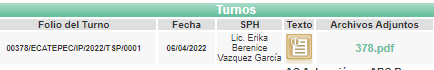 Turnos
Folio del Turno Fecha SPH Texto Archivos Adjuntos
00378/ECATEPEC/IP/2022/TSP/0001 06/04/2022 Lic. Erika Berenice Vazquez García 378.pdf